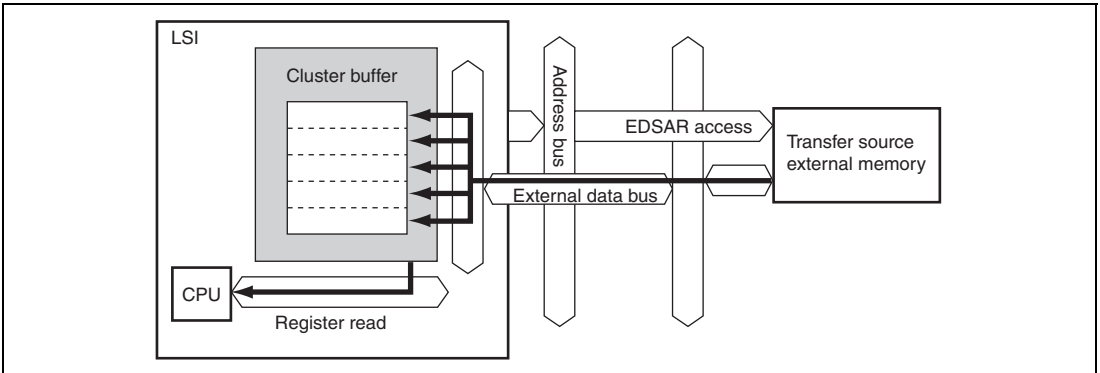 LSI
Cluster buffer
Address bus
EDSAR access
Transfer source
external memory
External data bus
CPU
Register read